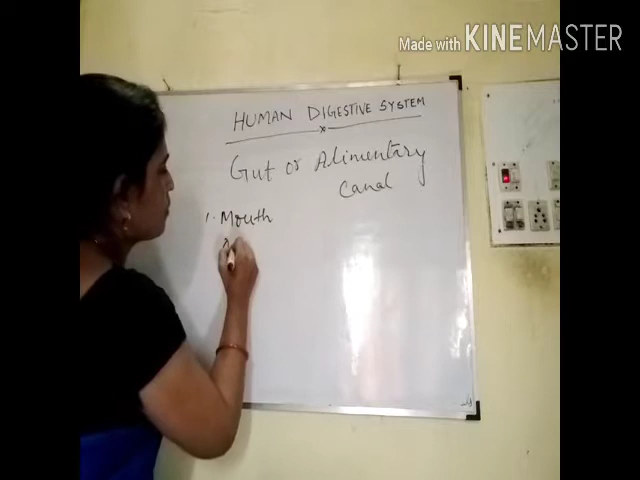 Made with KINEMASTER
HUMAN DIGESTIVE SYSTEM
Gut or Alimentary
Canal
1. Mouth